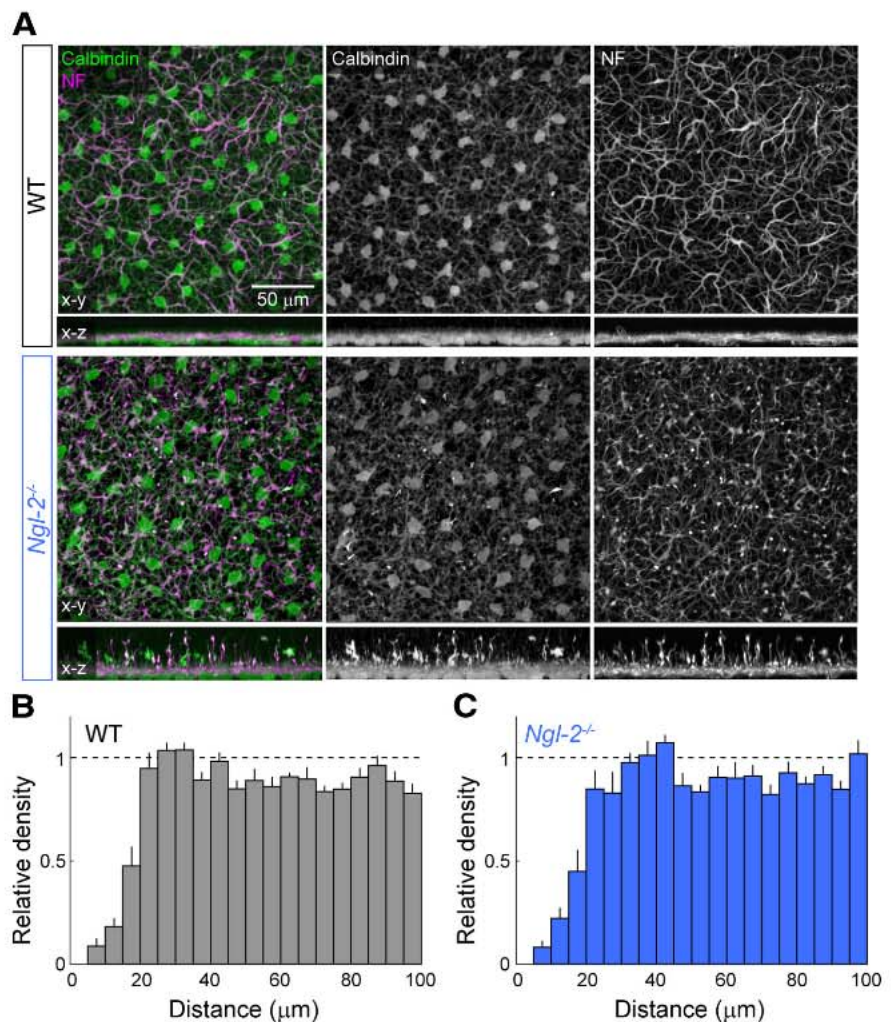 A
WT
Calbindin
NF
x-y
50 μm
Calbindin
NF
x-z
Ngl-2-/-
x-y
x-z
B
WT
Relative density
1
0.5
0
0 20 40 60 80 100
Distance (μm)
C
Ngl-2-/-
Relative density
1
0.5
0
0 20 40 60 80 100
Distance (μm)